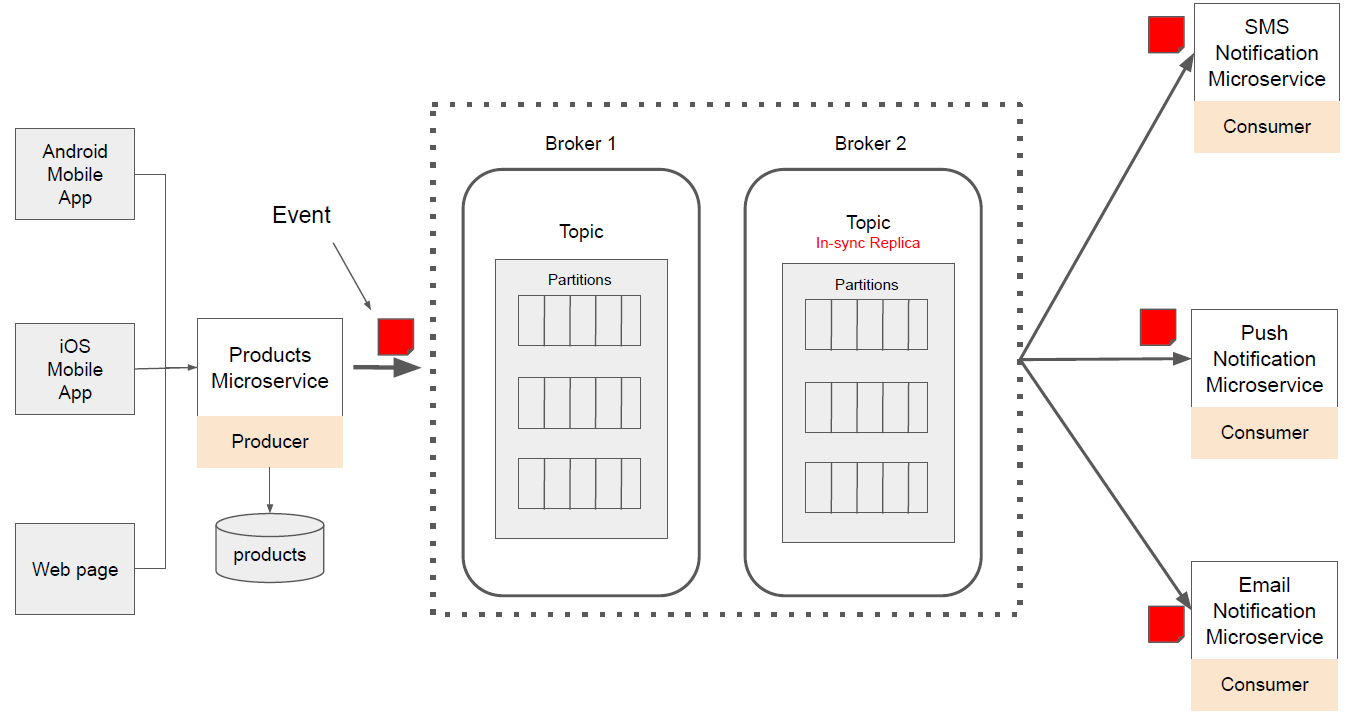 Android
Mobile
App
iOS
Mobile
App
Web page
Event
Products
Microservice
Producer
products
Broker 1
Topic
Partitions
Broker 2
Topic
In-sync Replica
Partitions
SMS
Notification
Microservice
Consumer
Push
Notification
Microservice
Consumer
Email
Notification
Microservice
Consumer